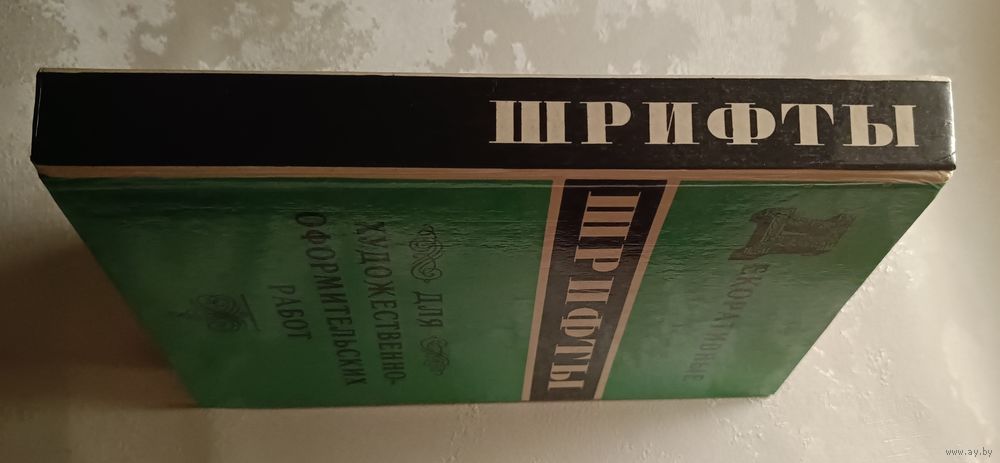 ШРИФТЫ
ДЕКОРАТИВНЫЕ
ШРИФТЫ
ДЛЯ
ХУДОЖЕСТВЕННО-
ОФОРМИТЕЛЬСКИХ
РАБОТ
www.ay.by